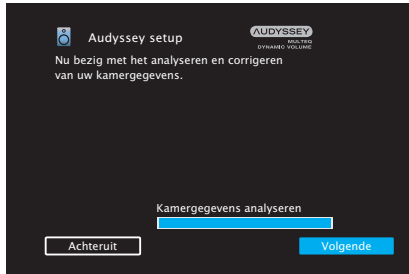 Audyssey setup
AUDYSSEY
MULTEQ
DYNAMIC VOLUME
Nu bezig met het analyseren en corrigeren
van uw kamergegevens.
Kamergegevens analyseren
Achteruit
Volgende